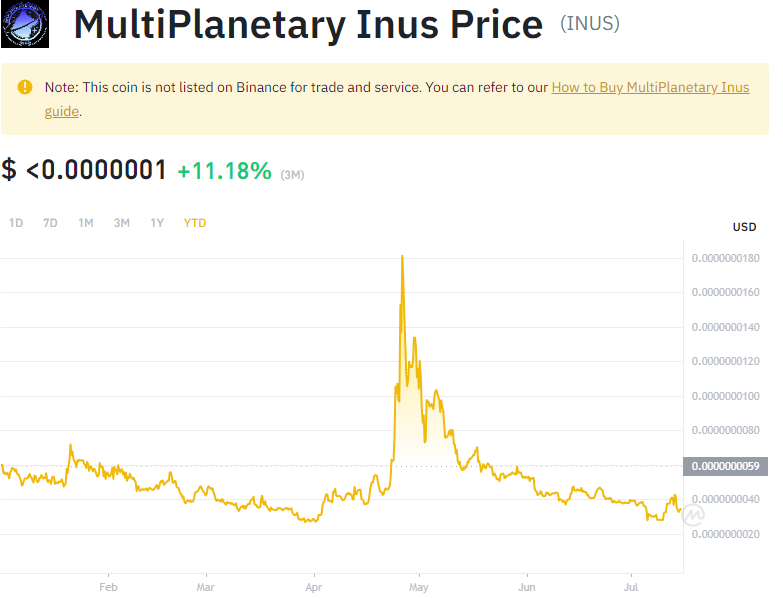 MultiPlanetary Inus Price (INUS)
Note: This coin is not listed on Binance for trade and service. You can refer to our How to Buy MultiPlanetary Inus
guide.
$ <0.0000001 +11.18% (3M)
1D 7D 1M 3M 1Y YTD
USD
0.0000000180
0.0000000160
0.0000000140
0.0000000120
0.0000000100
0.0000000080
0.0000000059
0.0000000040
0.0000000020
Feb Mar Apr May Jun Jul